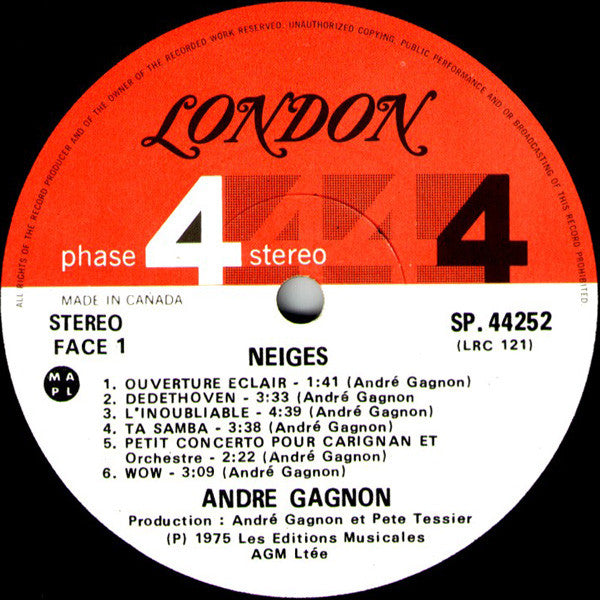 ALL RIGHTS OF THE RECORD PRODUCER AND OF THE OWNER OF THE RECORDED WORK RESERVED. UNAUTHORIZED COPYING, PUBLIC PERFORMANCE AND OR BROADCASTING OF THIS RECORD PROHIBITED.
LONDON
phase 4 stereo 4
MADE IN CANADA
STEREO SP. 44252
FACE 1 (LRC 121)
NEIGES
MAPL
1. OUVERTURE ECLAIR - 1:41 (André Gagnon)
2. DEDETHOVEN - 3:33 (André Gagnon
3. L'INOUBLIABLE - 4:39 (André Gagnon)
4. TA SAMBA - 3:38 (André Gagnon)
5. PETIT CONCERTO POUR CARIGNAN ET
Orchestre - 2:22 (André Gagnon)
6. WOW - 3:09 (André Gagnon)
ANDRE GAGNON
Production : André Gagnon et Pete Tessier
(P) 1975 Les Editions Musicales
AGM Ltée